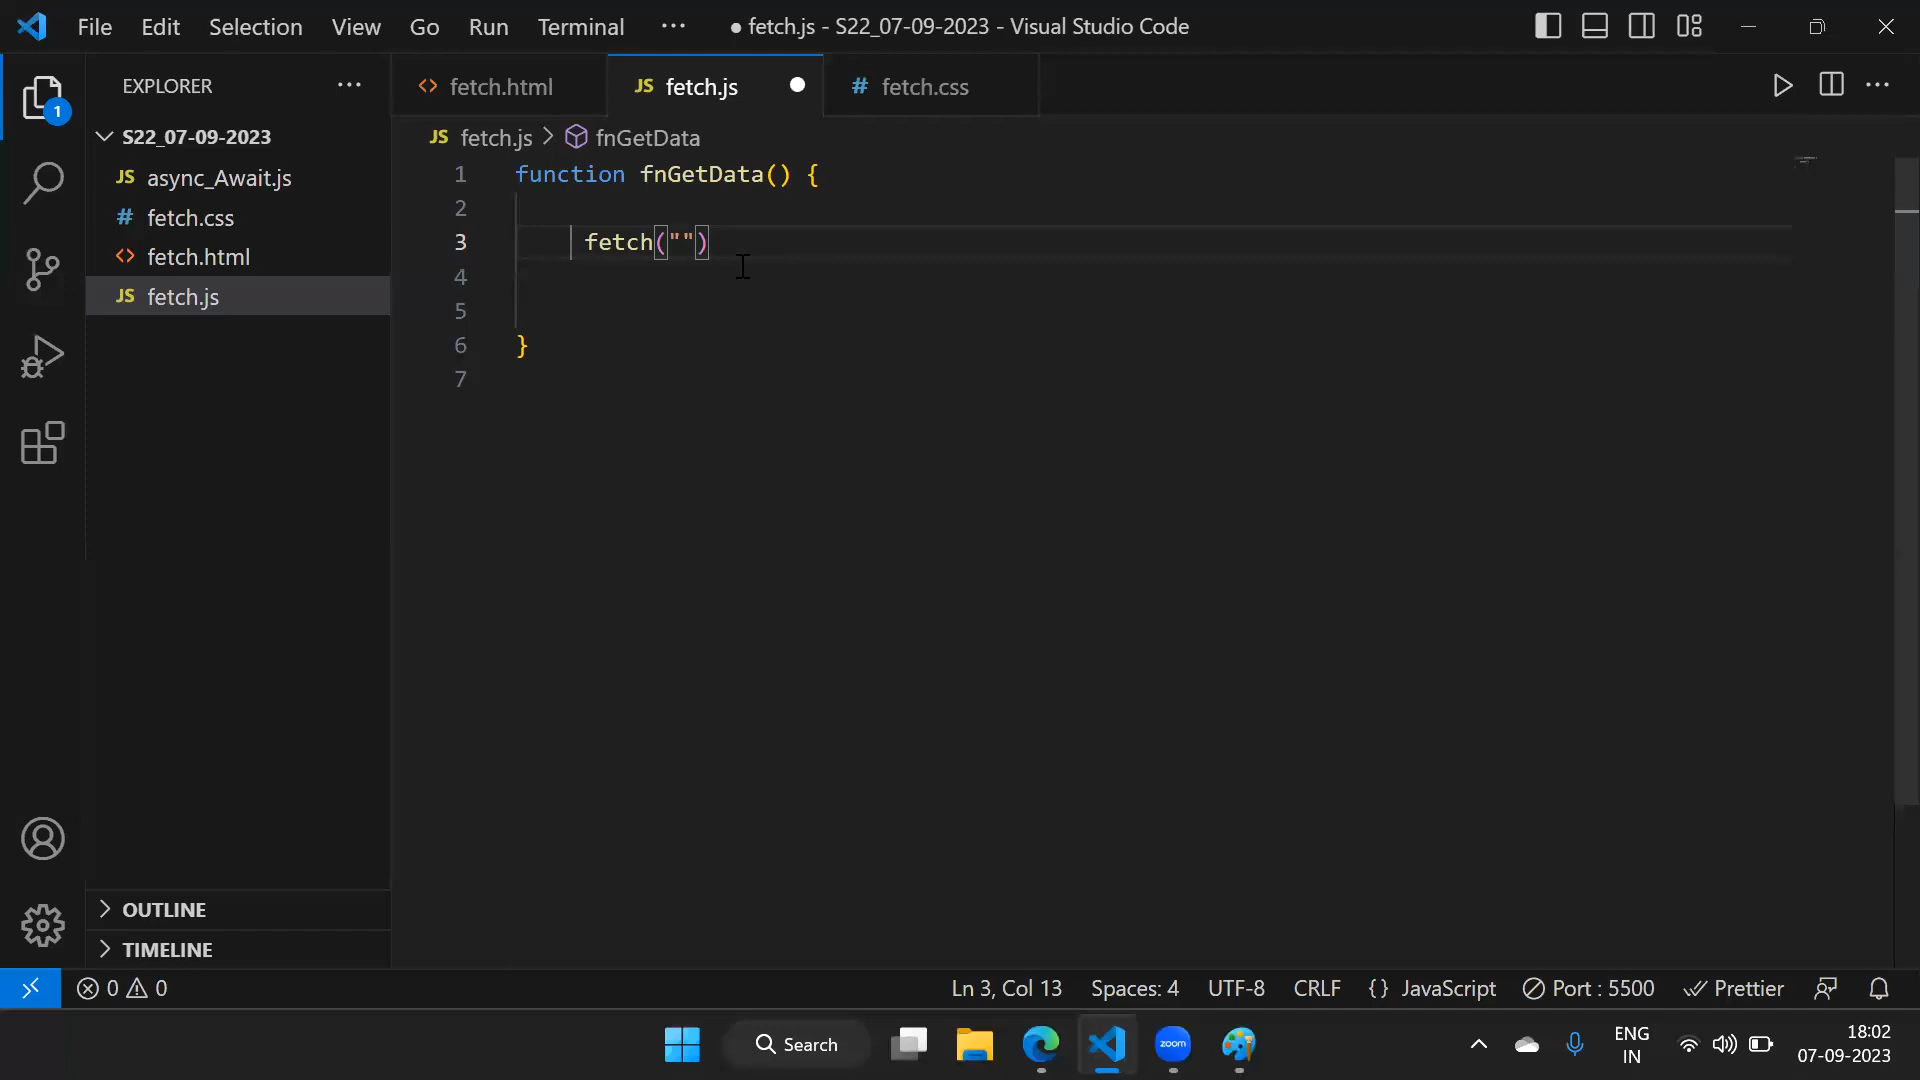 File Edit Selection View Go Run Terminal ··· ● fetch.js - S22_07-09-2023 - Visual Studio Code
EXPLORER ···
<> fetch.html
JS fetch.js
# fetch.css
···
1
S22_07-09-2023
JS async_Await.js
# fetch.css
<> fetch.html
JS fetch.js
JS fetch.js > fnGetData
1 function fnGetData() {
2
3 fetch("")
4
5
6 }
7
OUTLINE
TIMELINE
0 0 Ln 3, Col 13 Spaces: 4 UTF-8 CRLF {} JavaScript Port : 5500 Prettier
Search
zoom
ENG
IN
18:02
07-09-2023